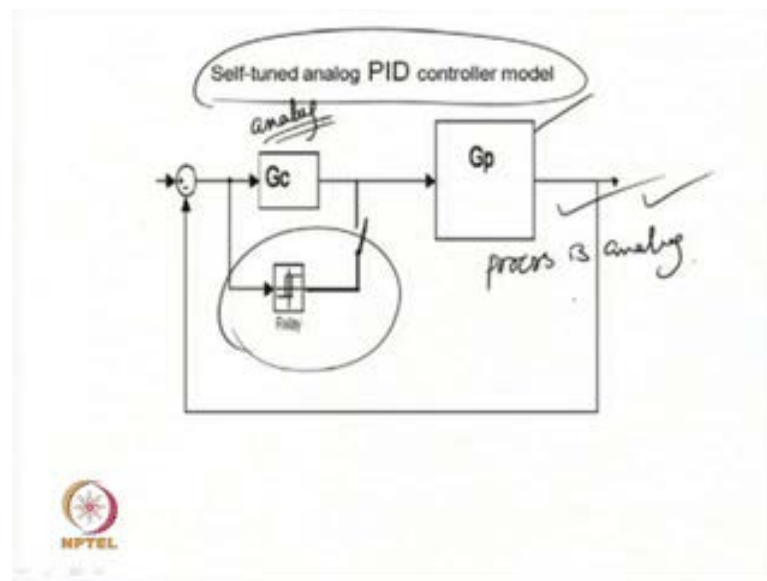 Self-tuned analog PID controller model
analog
Gc
Gp
process is analog
Relay
NPTEL